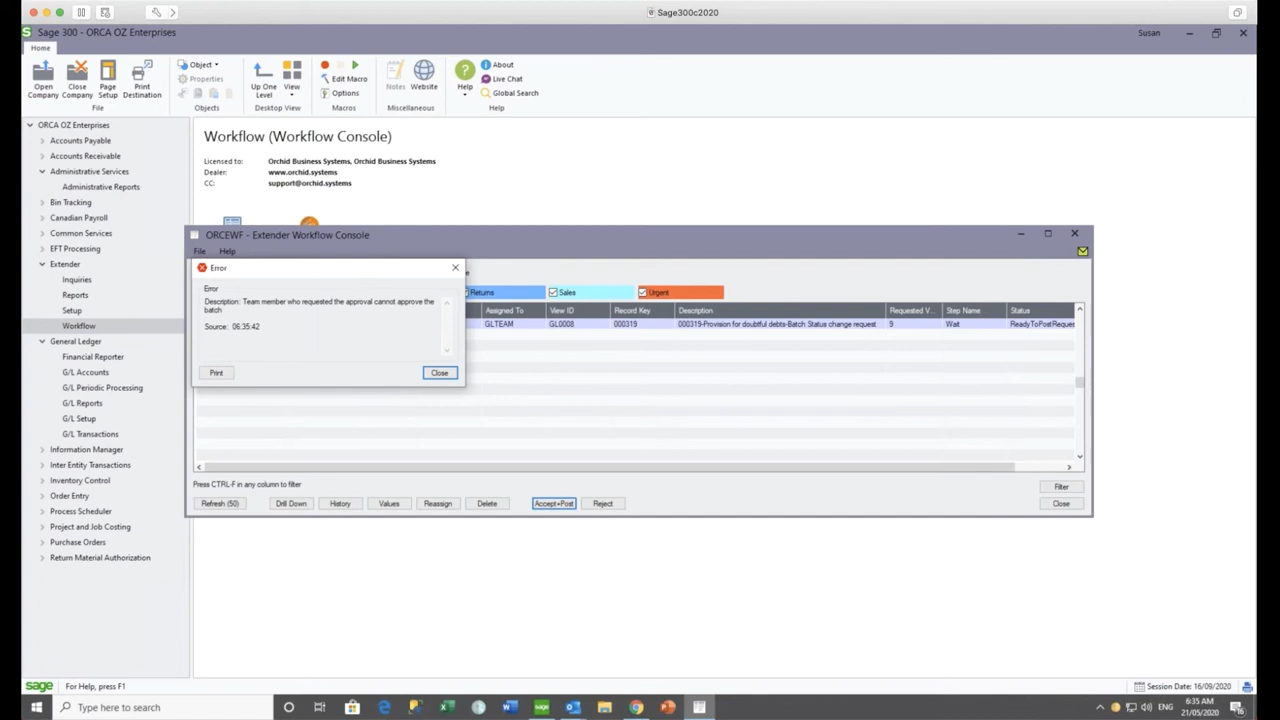 Sage300c2020
Sage 300 - ORCA OZ Enterprises
Susan
Home
Open Company
Close Company
Page Setup
Print Destination
File
Object
Properties
Objects
Up One Level
View
Desktop View
Edit Macro
Options
Macros
Notes
Website
Miscellaneous
Help
About
Live Chat
Global Search
Help
ORCA OZ Enterprises
Accounts Payable
Accounts Receivable
Administrative Services
Administrative Reports
Bin Tracking
Canadian Payroll
Common Services
EFT Processing
Extender
Inquiries
Reports
Setup
Workflow
General Ledger
Financial Reporter
G/L Accounts
G/L Periodic Processing
G/L Reports
G/L Setup
G/L Transactions
Information Manager
Inter Entity Transactions
Inventory Control
Order Entry
Process Scheduler
Project and Job Costing
Purchase Orders
Return Material Authorization
Workflow (Workflow Console)
Licensed to: Orchid Business Systems, Orchid Business Systems
Dealer: www.orchid.systems
CC: support@orchid.systems
ORCEWF - Extender Workflow Console
File Help
Error
Error
Description: Team member who requested the approval cannot approve the
batch
Source: 06:35:42
Print Close
Returns Sales Urgent
Assigned To View ID Record Key Description Requested V... Step Name Status
GLTEAM GL0008 000319 000319-Provision for doubtful debts-Batch Status change request 9 Wait ReadyToPostReques
Press CTRL-F in any column to filter
Filter
Refresh (50) Drill Down History Values Reassign Delete Accept+Post Reject Close
sage For Help, press F1
Session Date: 16/09/2020
Type here to search
ENG
6:35 AM
21/05/2020